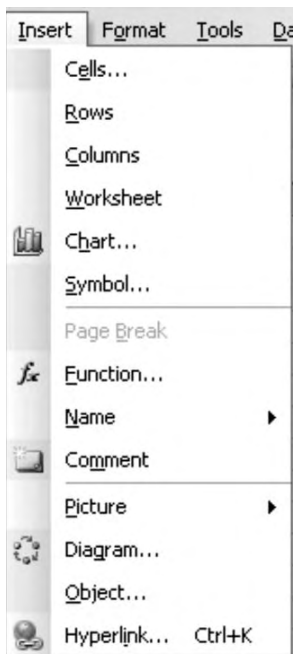 Insert Format Tools Da
Cells...
Rows
Columns
Worksheet
Chart...
Symbol...
Page Break
fx Function...
Name
Comment
Picture
Diagram...
Object...
Hyperlink... Ctrl+K